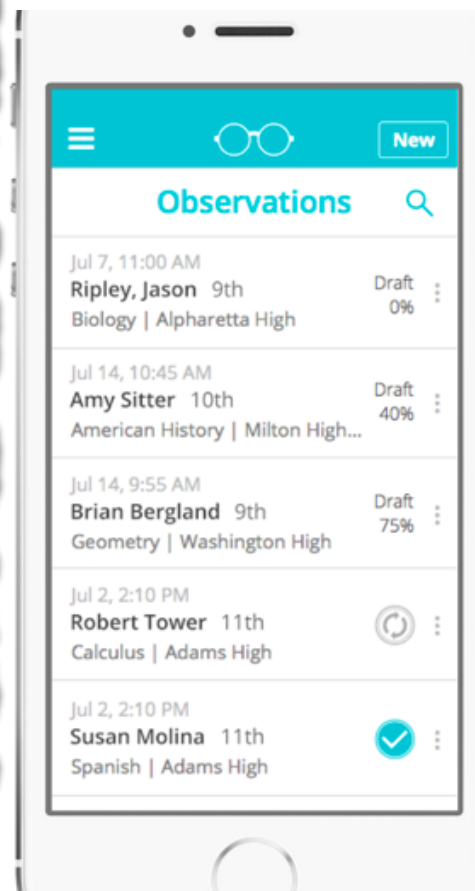 New
Observations
Jul 7, 11:00 AM
Ripley, Jason 9th
Draft
0%
Biology | Alpharetta High
Jul 14, 10:45 AM
Amy Sitter 10th
Draft
40%
American History | Milton High...
Jul 14, 9:55 AM
Brian Bergland 9th
Draft
75%
Geometry | Washington High
Jul 2, 2:10 PM
Robert Tower 11th
Calculus | Adams High
Jul 2, 2:10 PM
Susan Molina 11th
Spanish | Adams High